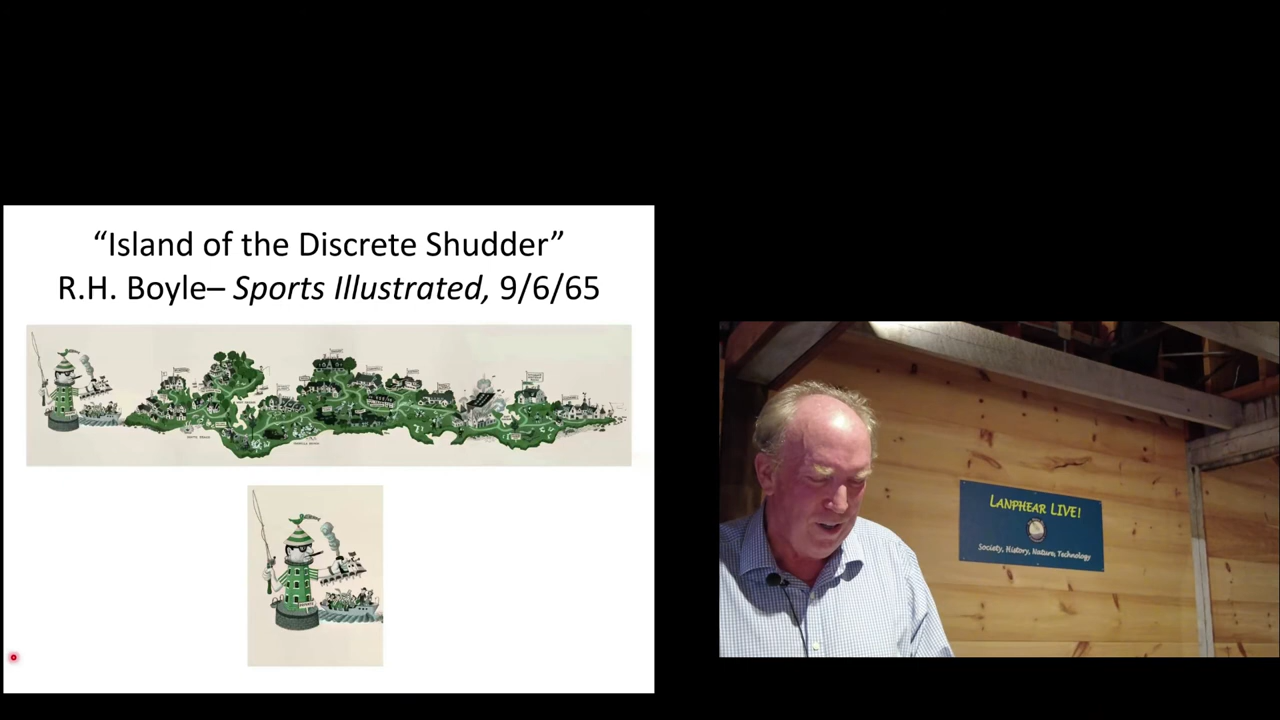 “Island of the Discrete Shudder”
R.H. Boyle– Sports Illustrated, 9/6/65
LANPHEAR LIVE!
Society, History, Nature, Technology